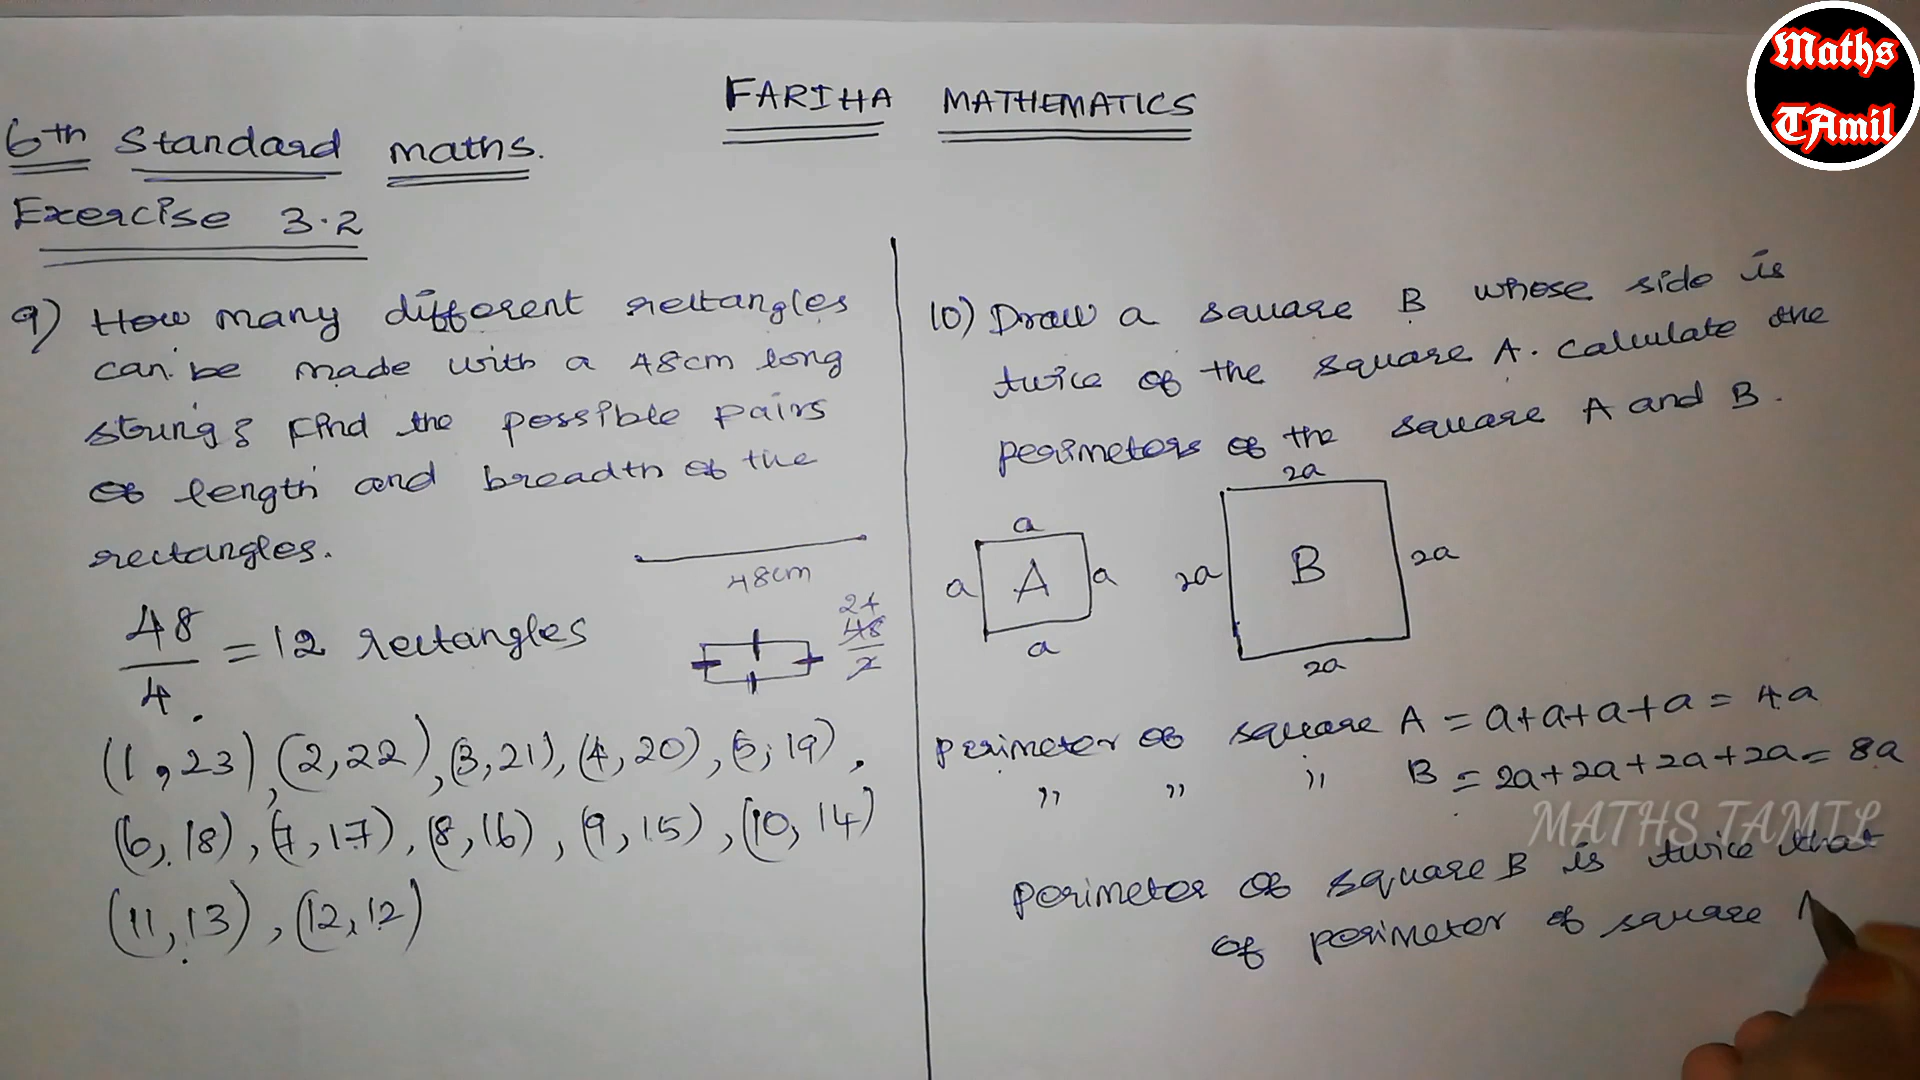 Maths
TAmil
FARIHA MATHEMATICS
6th Standard maths.
Exercise 3.2
9) How many different rectangles
can be made with a 48cm long
string? Find the possible pairs
of length and breadth of the
rectangles.
48cm
24
48
2
48
4
= 12 rectangles
(1,23), (2,22), (3,21), (4,20), (5,19),
(6,18), (7,17), (8,16), (9,15), (10,14)
(11,13), (12,12)
10) Draw a square B whose side is
twice of the square A. calculate the
perimeters of the square A and B.
a
a A a
a
2a
2a B 2a
2a
perimeter of square A = a+a+a+a = 4a
,, ,, ,, B = 2a+2a+2a+2a = 8a
MATHS TAMIL
perimeter of square B is twice that
of perimeter of square A